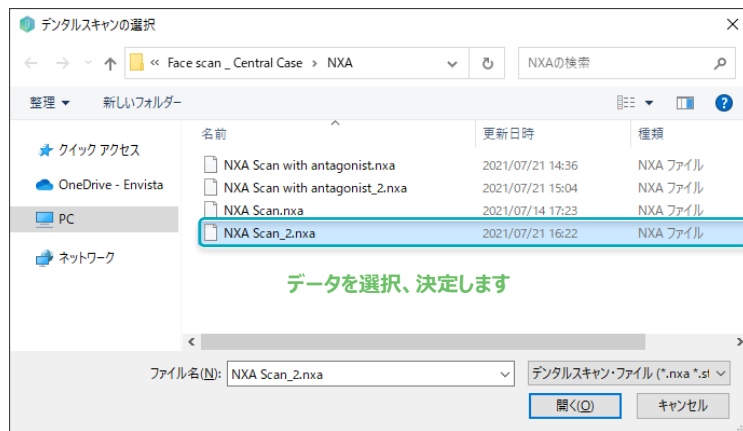 デンタルスキャンの選択
« Face scan _ Central Case › NXA
NXAの検索
整理 新しいフォルダー
名前 更新日時 種類
クイック アクセス
OneDrive - Envista
PC
ネットワーク
NXA Scan with antagonist.nxa 2021/07/21 14:36 NXA ファイル
NXA Scan with antagonist_2.nxa 2021/07/21 15:04 NXA ファイル
NXA Scan.nxa 2021/07/14 17:23 NXA ファイル
NXA Scan_2.nxa 2021/07/21 16:22 NXA ファイル
データを選択、決定します
ファイル名(N): NXA Scan_2.nxa デンタルスキャン・ファイル (*.nxa *.st
開く(O) キャンセル